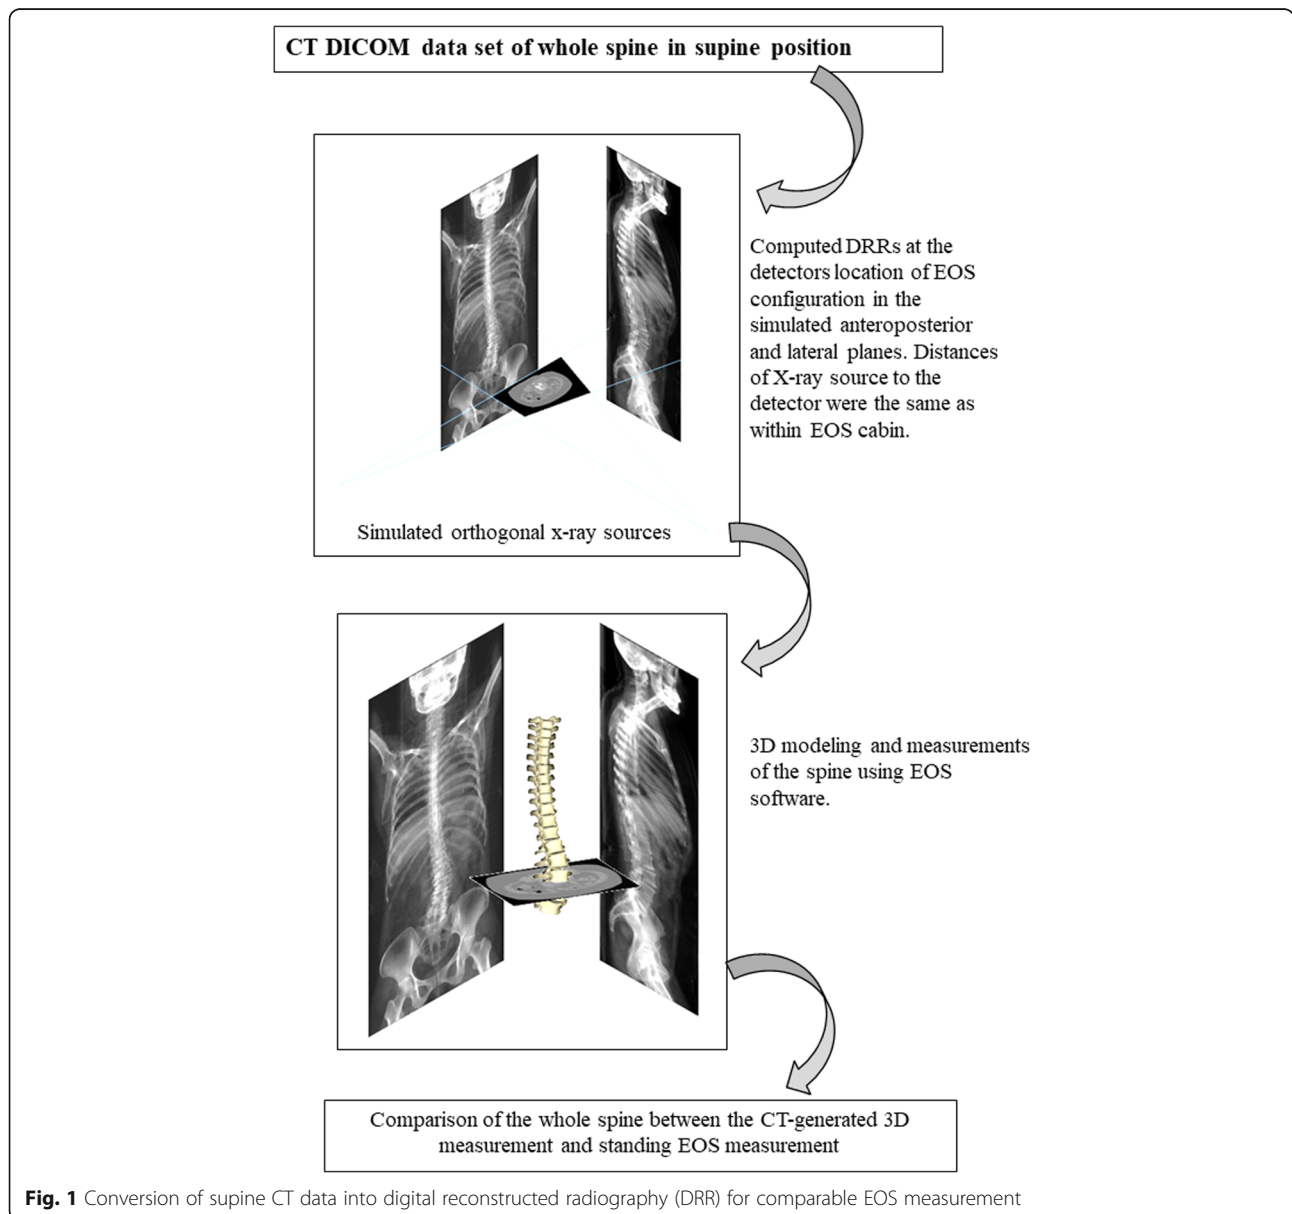 CT DICOM data set of whole spine in supine position
Computed DRRs at the
detectors location of EOS
configuration in the
simulated anteroposterior
and lateral planes. Distances
of X-ray source to the
detector were the same as
within EOS cabin.
Simulated orthogonal x-ray sources
3D modeling and measurements
of the spine using EOS
software.
Comparison of the whole spine between the CT-generated 3D
measurement and standing EOS measurement
Fig. 1 Conversion of supine CT data into digital reconstructed radiography (DRR) for comparable EOS measurement